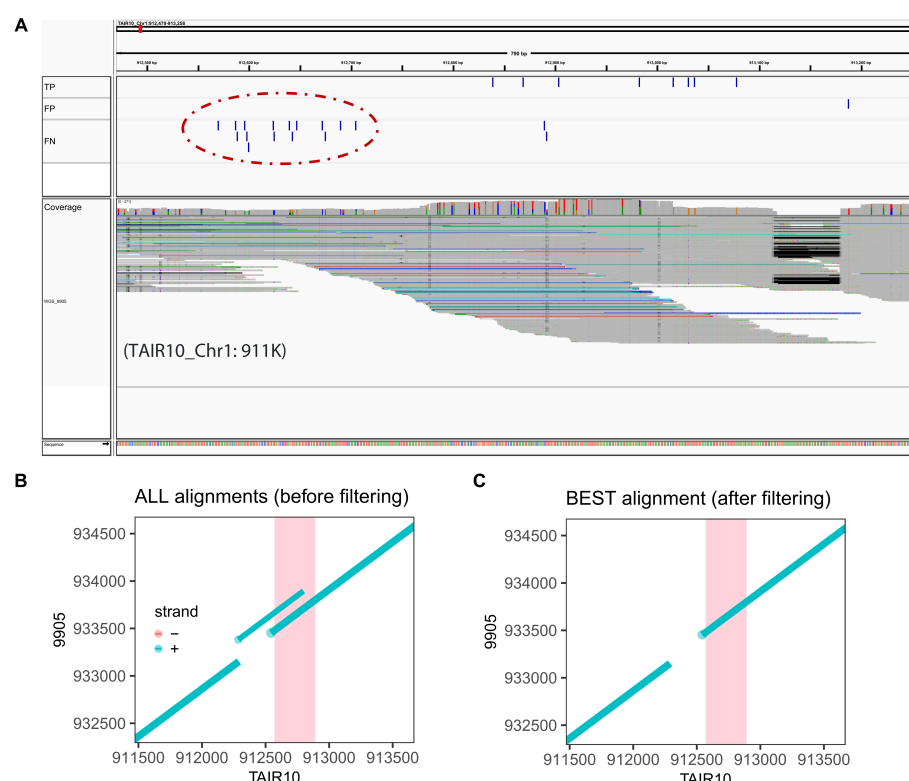 A
TAIR10_Chr1:912,479-913,258
790 bp
912,500 bp 912,600 bp 912,700 bp 912,800 bp 912,900 bp 913,000 bp 913,100 bp 913,200 bp
TP
FP
FN
Coverage
[0 - 271]
WGS_9905
(TAIR10_Chr1: 911K)
Sequence
B
ALL alignments (before filtering)
934500
934000
933500
933000
932500
9905
strand
−
+
911500 912000 912500 913000 913500
TAIR10
C
BEST alignment (after filtering)
934500
934000
933500
933000
932500
9905
911500 912000 912500 913000 913500
TAIR10